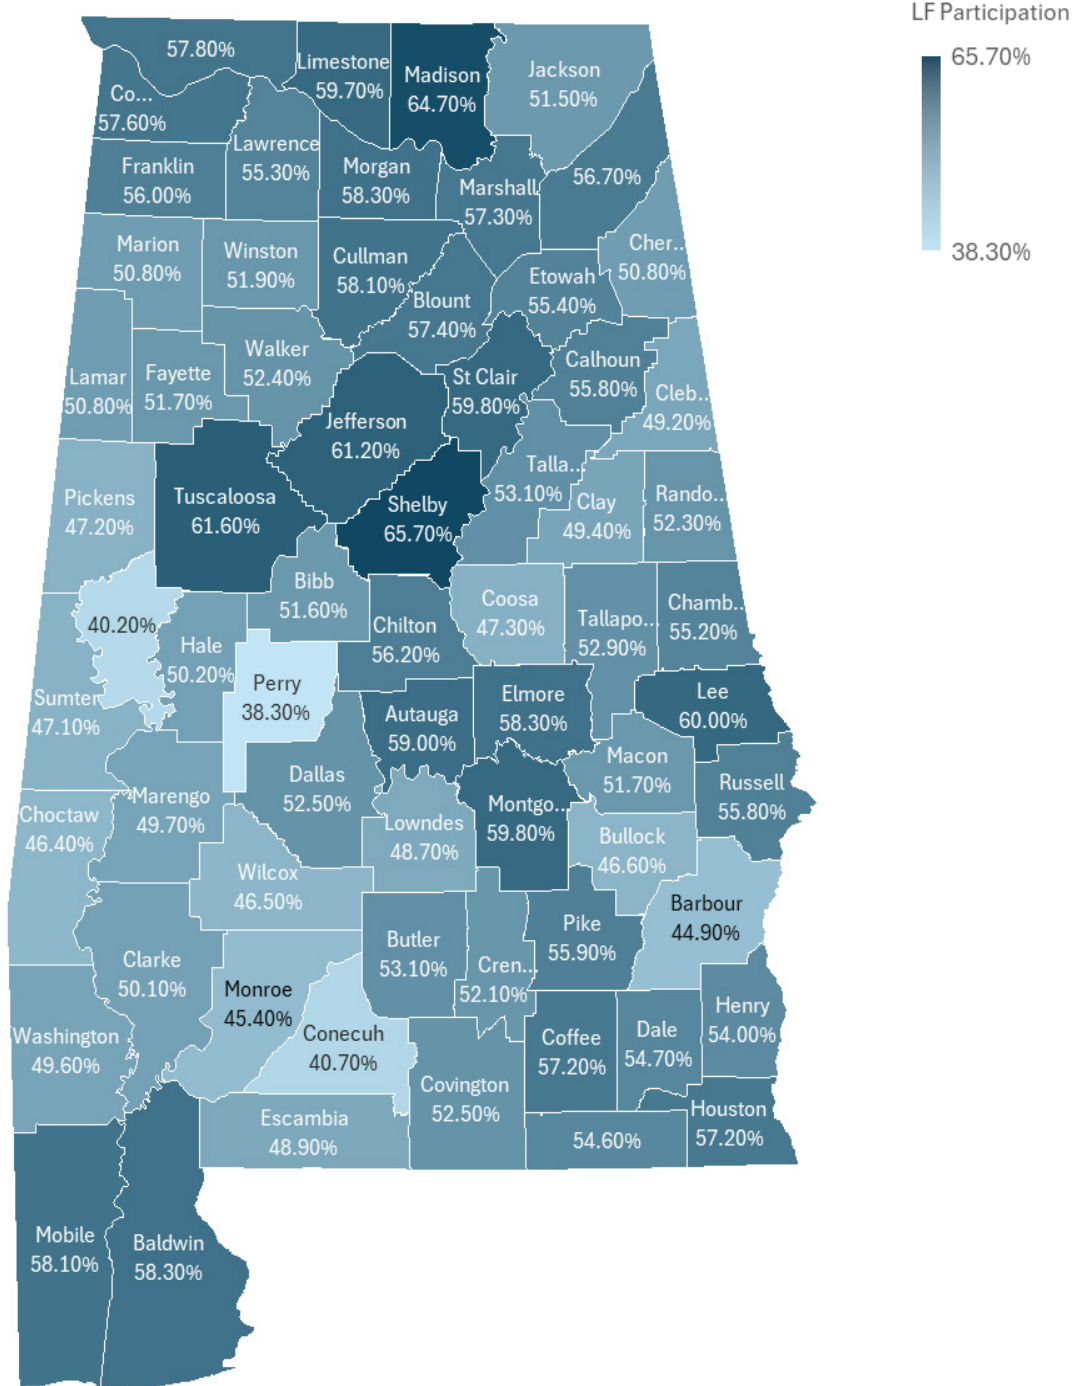 LF Participation
65.70%
38.30%
57.80%
Limestone
59.70%
Madison
64.70%
Jackson
51.50%
Co...
57.60%
Lawrence
55.30%
Franklin
56.00%
Morgan
58.30%
Marshall
57.30%
56.70%
Marion
50.80%
Winston
51.90%
Cullman
58.10%
Cher..
50.80%
Etowah
55.40%
Blount
57.40%
Walker
52.40%
Lamar
50.80%
Fayette
51.70%
St Clair
59.80%
Calhoun
55.80%
Cleb..
49.20%
Jefferson
61.20%
Talla...
53.10%
Pickens
47.20%
Tuscaloosa
61.60%
Shelby
65.70%
Clay
49.40%
Rando...
52.30%
Bibb
51.60%
Coosa
47.30%
Tallapo...
52.90%
Chamb..
55.20%
40.20%
Hale
50.20%
Chilton
56.20%
Perry
38.30%
Sumter
47.10%
Autauga
59.00%
Elmore
58.30%
Lee
60.00%
Macon
51.70%
Russell
55.80%
Dallas
52.50%
Marengo
49.70%
Choctaw
46.40%
Lowndes
48.70%
Montgo...
59.80%
Bullock
46.60%
Wilcox
46.50%
Barbour
44.90%
Butler
53.10%
Cren...
52.10%
Pike
55.90%
Clarke
50.10%
Monroe
45.40%
Conecuh
40.70%
Washington
49.60%
Coffee
57.20%
Dale
54.70%
Henry
54.00%
Covington
52.50%
Escambia
48.90%
54.60%
Houston
57.20%
Mobile
58.10%
Baldwin
58.30%